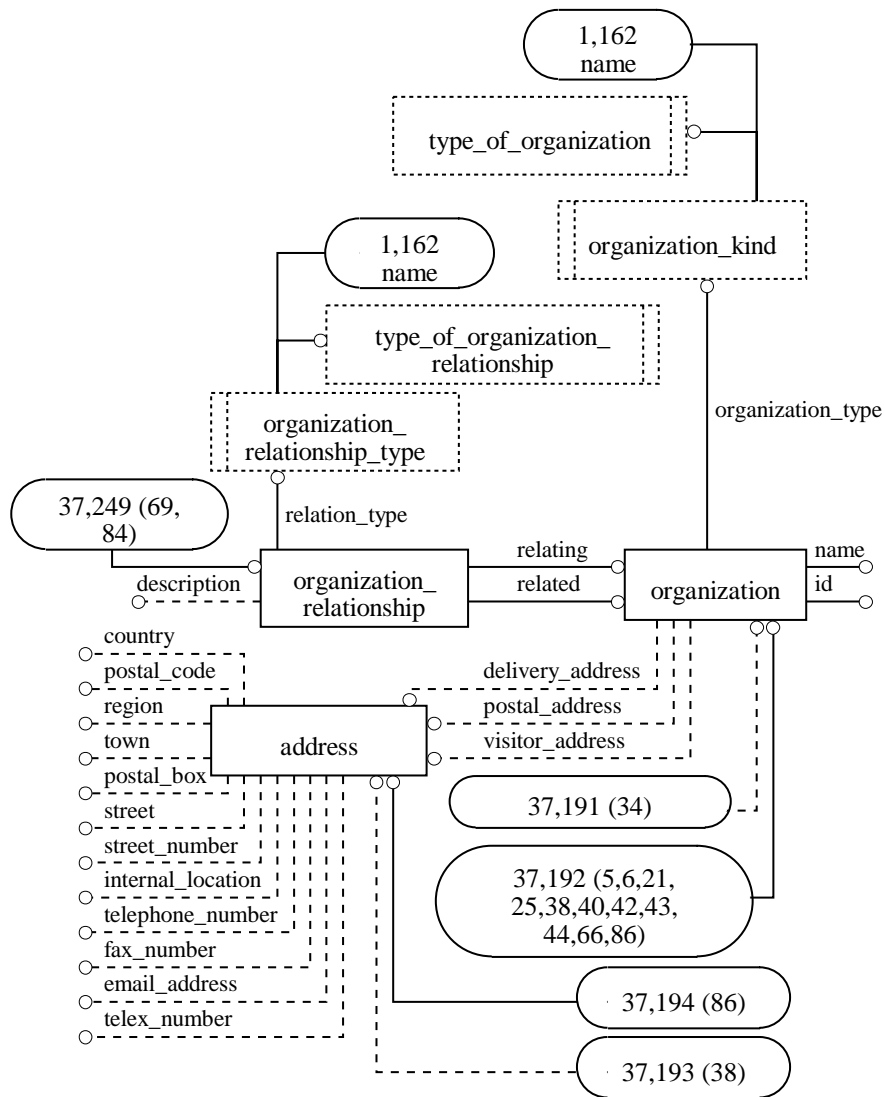 1,162
name
type_of_organization
organization_kind
1,162
name
type_of_organization_
relationship
organization_type
organization_
relationship_type
37,249 (69,
84)
relation_type
relating
name
organization_
relationship
description
related
organization
id
country
postal_code
delivery_address
region
postal_address
town
address
visitor_address
postal_box
street
37,191 (34)
street_number
internal_location
37,192 (5,6,21,
25,38,40,42,43,
44,66,86)
telephone_number
fax_number
email_address
telex_number
37,194 (86)
37,193 (38)